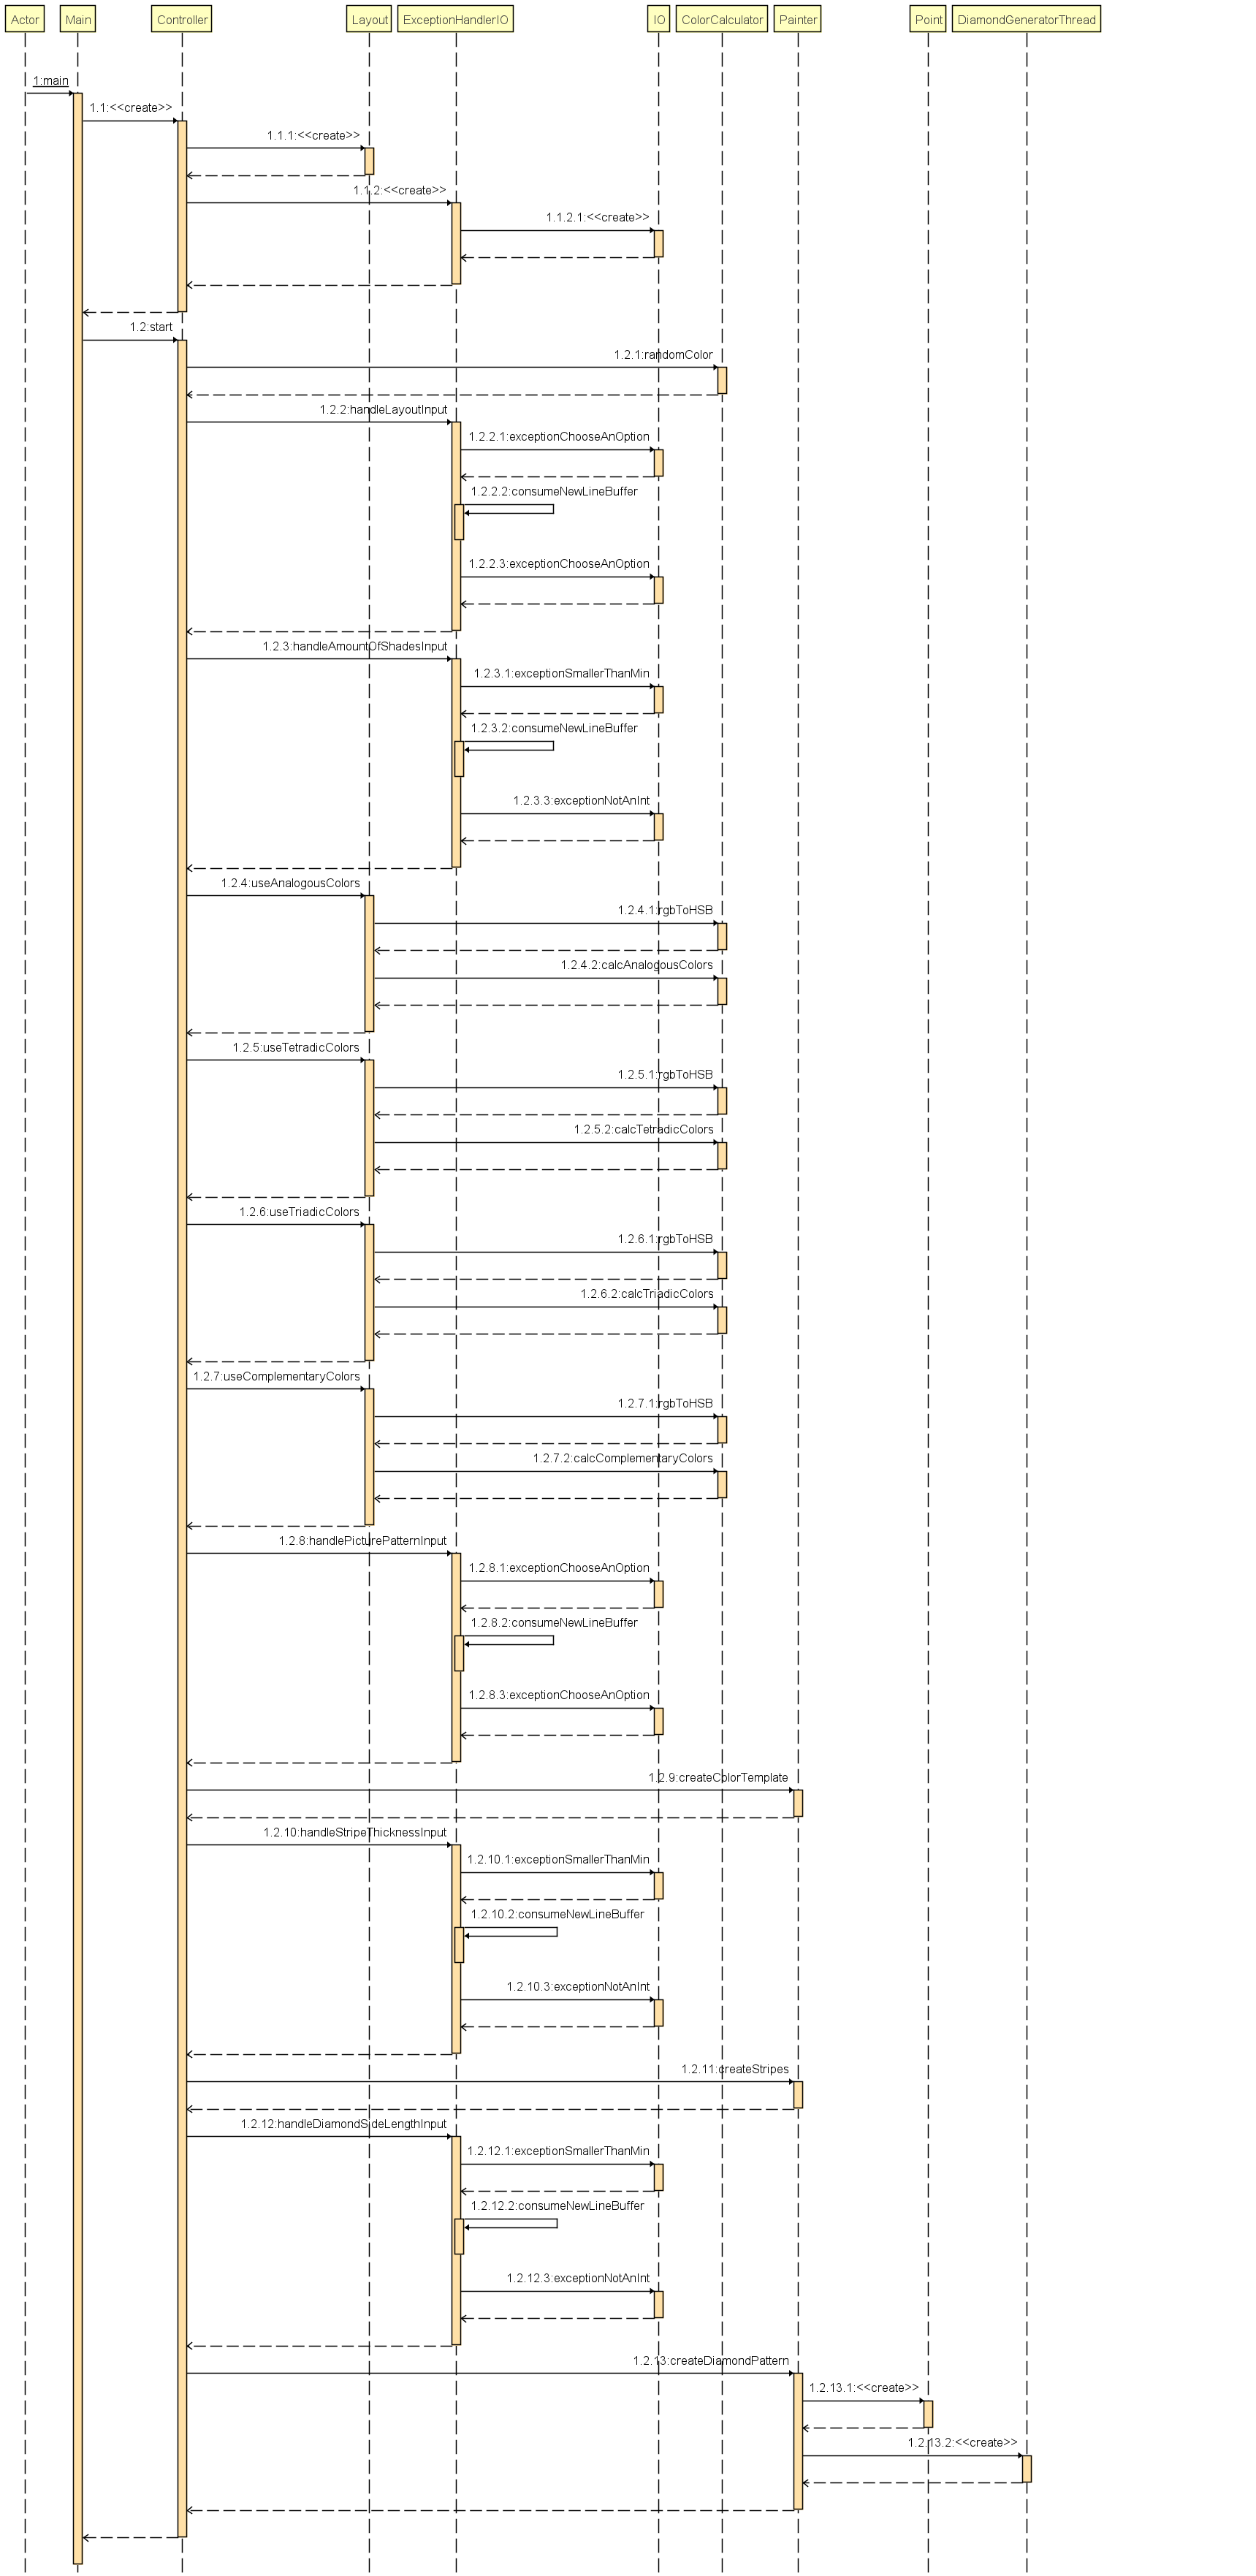 Actor Main Controller Layout ExceptionHandlerIO IO ColorCalculator Painter Point DiamondGeneratorThread
1:main
1.1:<<create>>
1.1.1:<<create>>
1.1.2:<<create>>
1.1.2.1:<<create>>
1.2:start
1.2.1:randomColor
1.2.2:handleLayoutInput
1.2.2.1:exceptionChooseAnOption
1.2.2.2:consumeNewLineBuffer
1.2.2.3:exceptionChooseAnOption
1.2.3:handleAmountOfShadesInput
1.2.3.1:exceptionSmallerThanMin
1.2.3.2:consumeNewLineBuffer
1.2.3.3:exceptionNotAnInt
1.2.4:useAnalogousColors
1.2.4.1:rgbToHSB
1.2.4.2:calcAnalogousColors
1.2.5:useTetradicColors
1.2.5.1:rgbToHSB
1.2.5.2:calcTetradicColors
1.2.6:useTriadicColors
1.2.6.1:rgbToHSB
1.2.6.2:calcTriadicColors
1.2.7:useComplementaryColors
1.2.7.1:rgbToHSB
1.2.7.2:calcComplementaryColors
1.2.8:handlePicturePatternInput
1.2.8.1:exceptionChooseAnOption
1.2.8.2:consumeNewLineBuffer
1.2.8.3:exceptionChooseAnOption
1.2.9:createColorTemplate
1.2.10:handleStripeThicknessInput
1.2.10.1:exceptionSmallerThanMin
1.2.10.2:consumeNewLineBuffer
1.2.10.3:exceptionNotAnInt
1.2.11:createStripes
1.2.12:handleDiamondSideLengthInput
1.2.12.1:exceptionSmallerThanMin
1.2.12.2:consumeNewLineBuffer
1.2.12.3:exceptionNotAnInt
1.2.13:createDiamondPattern
1.2.13.1:<<create>>
1.2.13.2:<<create>>